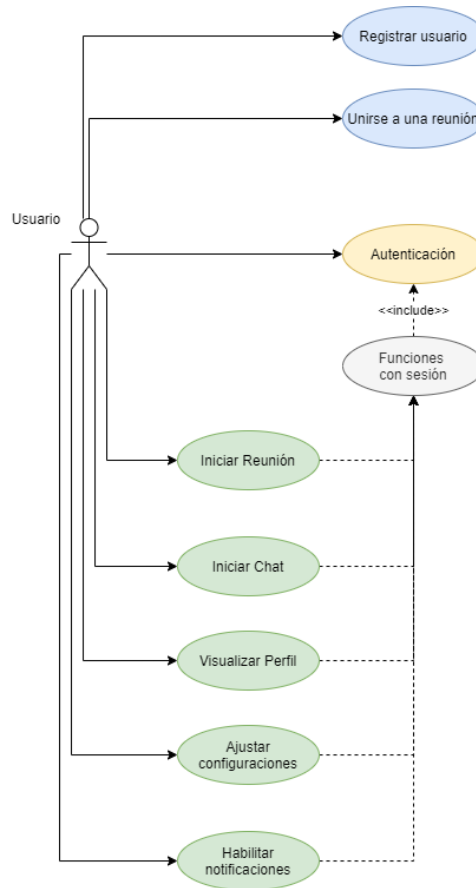 Registrar usuario
Unirse a una reunión
Usuario
Autenticación
<<include>>
Funciones
con sesión
Iniciar Reunión
Iniciar Chat
Visualizar Perfil
Ajustar
configuraciones
Habilitar
notificaciones